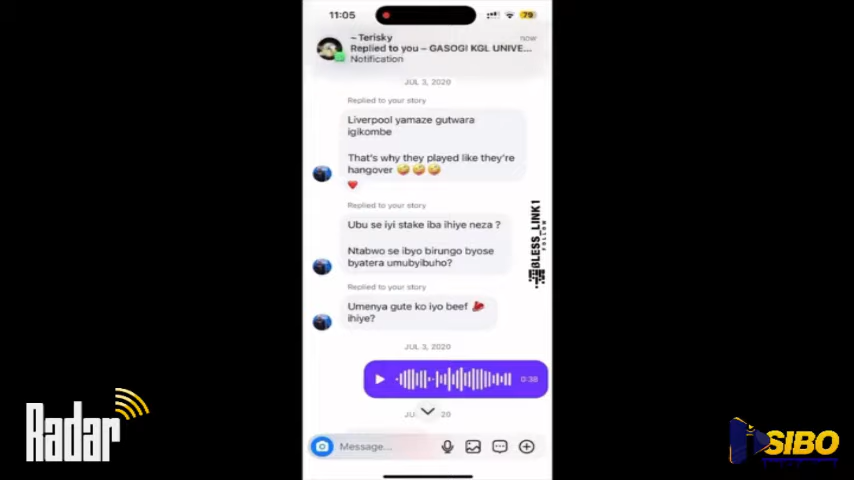 11:05
79
~ Terisky
now
Replied to you – GASOGI KGL UNIVE...
Notification
JUL 3, 2020
Replied to your story
Liverpool yamaze gutwara
igikombe
That's why they played like they're
hangover 🤣🤣🤣
❤️
Replied to your story
Ubu se iyi stake iba ihiye neza ?
Ntabwo se ibyo birungo byose
byatera umubyibuho?
Replied to your story
Umenya gute ko iyo beef 🥩
ihiye?
JUL 3, 2020
0:38
20
Message...
@BLESS_LINK1
FOLLOW
Radar
SIBO